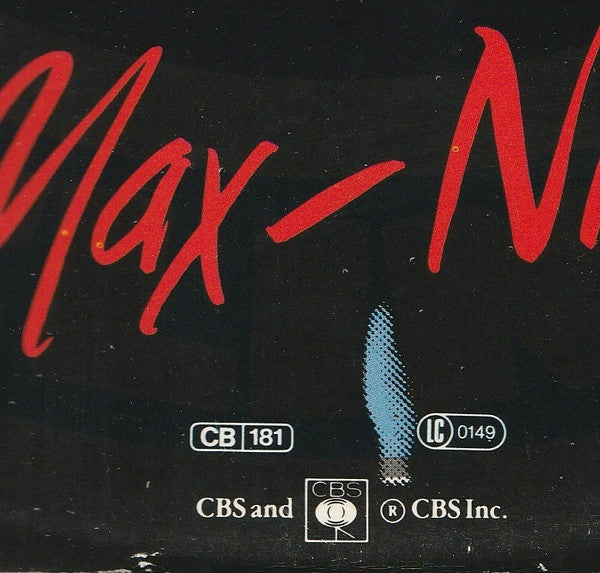 Max - N
CB 181 LC 0149
CBS and CBS ® CBS Inc.